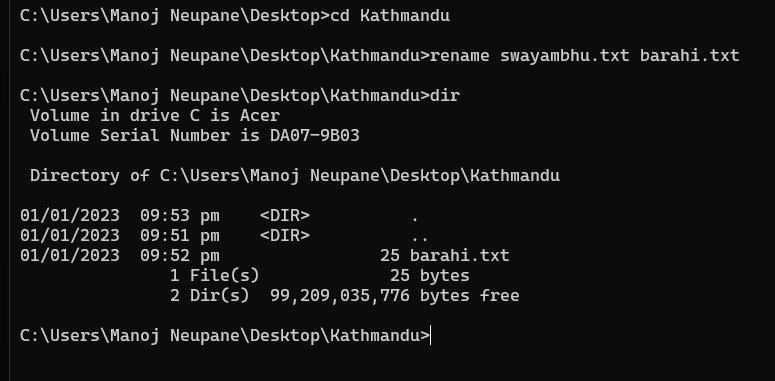 C:\Users\Manoj Neupane\Desktop>cd Kathmandu
C:\Users\Manoj Neupane\Desktop\Kathmandu>rename swayambhu.txt barahi.txt
C:\Users\Manoj Neupane\Desktop\Kathmandu>dir
 Volume in drive C is Acer
 Volume Serial Number is DA07-9B03
 Directory of C:\Users\Manoj Neupane\Desktop\Kathmandu
01/01/2023  09:53 pm    <DIR>          .
01/01/2023  09:51 pm    <DIR>          ..
01/01/2023  09:52 pm                25 barahi.txt
               1 File(s)             25 bytes
               2 Dir(s)  99,209,035,776 bytes free
C:\Users\Manoj Neupane\Desktop\Kathmandu>